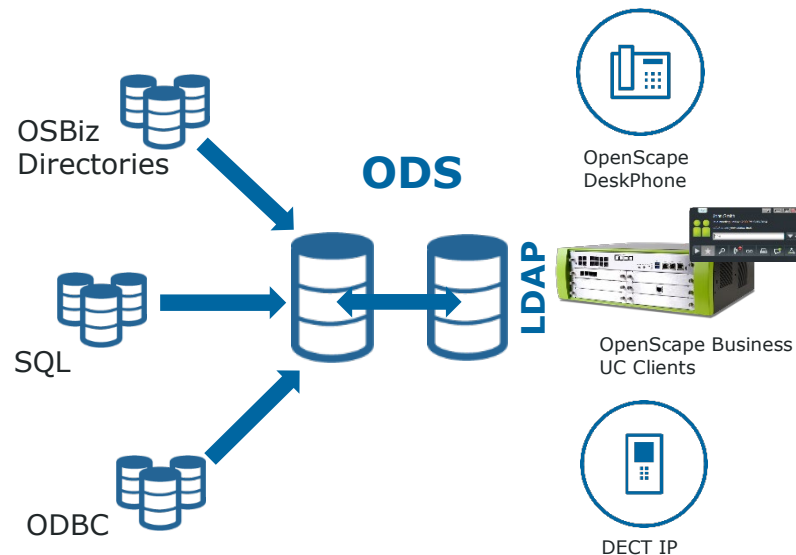 OSBiz
Directories
ODS
OpenScape
DeskPhone
SQL
LDAP
OpenScape Business
UC Clients
ODBC
DECT IP